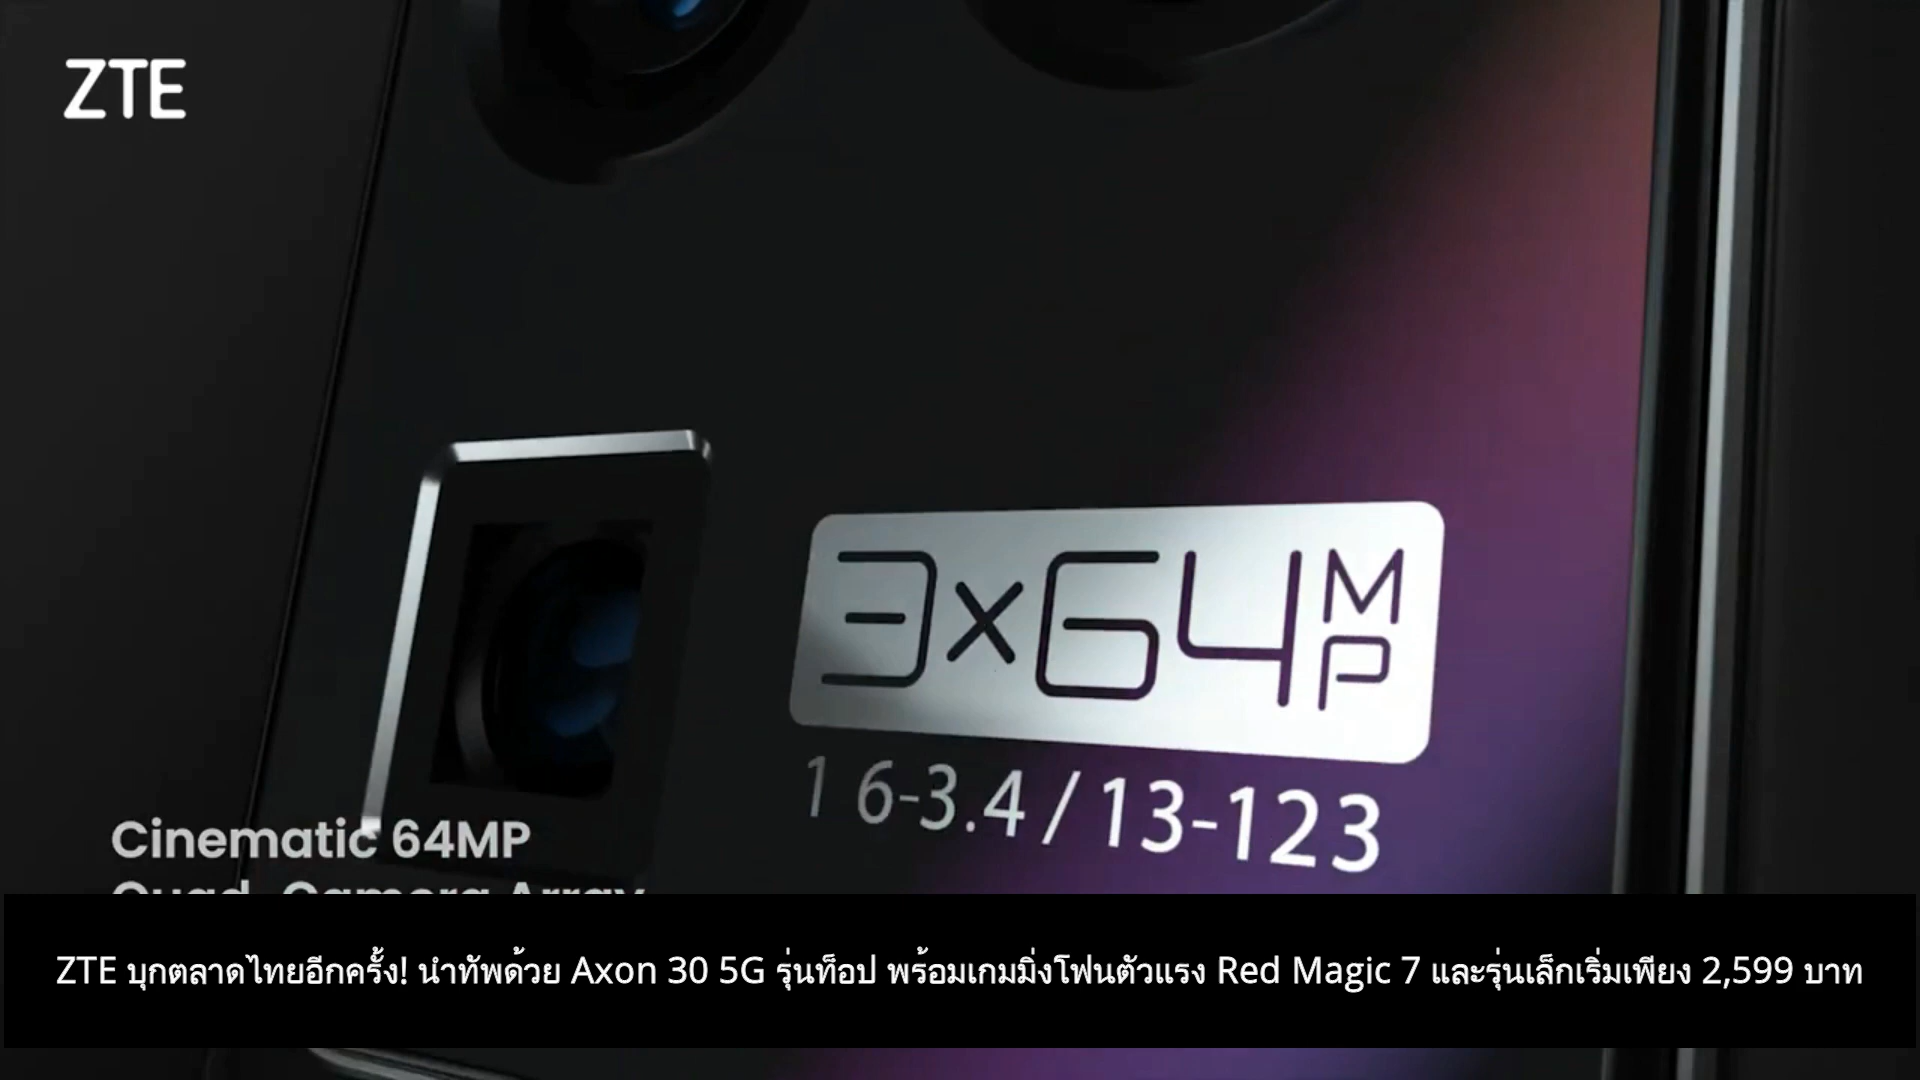 ZTE
3x64MP
1 6-3.4 / 13-123
Cinematic 64MP
Quad-Camera Array
ZTE บุกตลาดไทยอีกครั้ง! นำทัพด้วย Axon 30 5G รุ่นท็อป พร้อมเกมมิ่งโฟนตัวแรง Red Magic 7 และรุ่นเล็กเริ่มเพียง 2,599 บาท